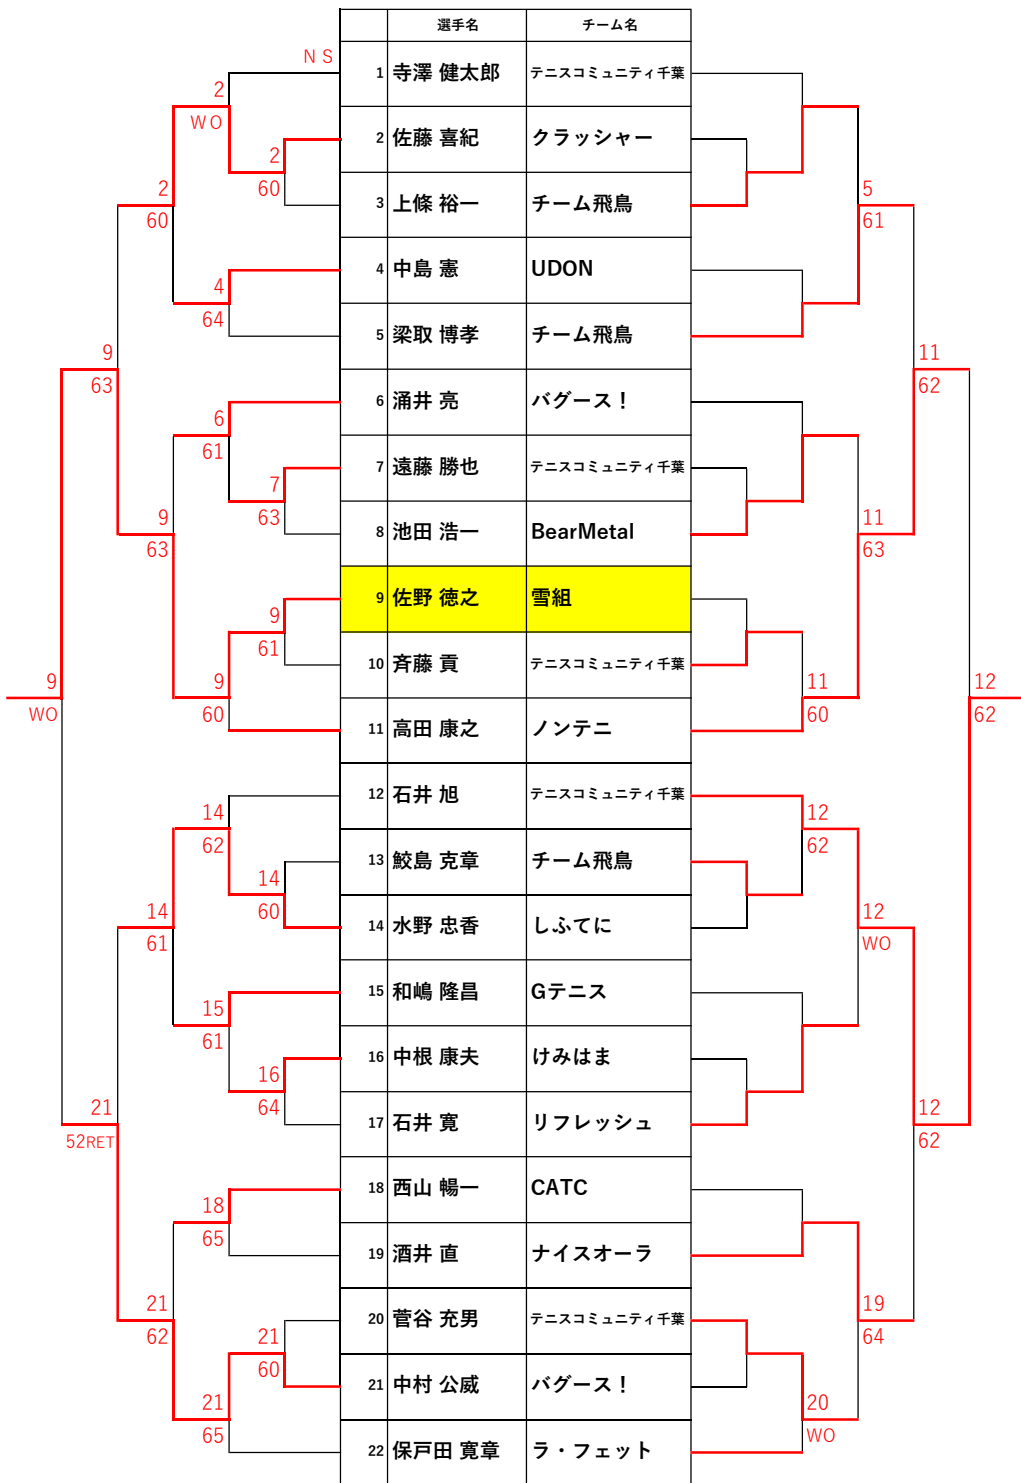 選手名 チーム名
NS
1 寺澤 健太郎 テニスコミュニティ千葉
2
WO
2 佐藤 喜紀 クラッシャー
2
60
2
5
60
61
3 上條 裕一 チーム飛鳥
4 中島 憲 UDON
4
64
5 梁取 博孝 チーム飛鳥
9
11
63
62
6 涌井 亮 バグース！
6
61
7 遠藤 勝也 テニスコミュニティ千葉
7
63
9
11
63
63
8 池田 浩一 BearMetal
9 佐野 徳之 雪組
9
61
10 斉藤 貢 テニスコミュニティ千葉
9
9
11
12
WO
60
60
62
11 高田 康之 ノンテニ
12 石井 旭 テニスコミュニティ千葉
14
12
62
62
13 鮫島 克章 チーム飛鳥
14
60
14
12
61
WO
14 水野 忠香 しふてに
15 和嶋 隆昌 Gテニス
15
61
16 中根 康夫 けみはま
16
64
21
12
52RET
62
17 石井 寛 リフレッシュ
18 西山 暢一 CATC
18
65
19 酒井 直 ナイスオーラ
21
19
62
64
20 菅谷 充男 テニスコミュニティ千葉
21
60
21 中村 公威 バグース！
21
20
65
WO
22 保戸田 寛章 ラ・フェット